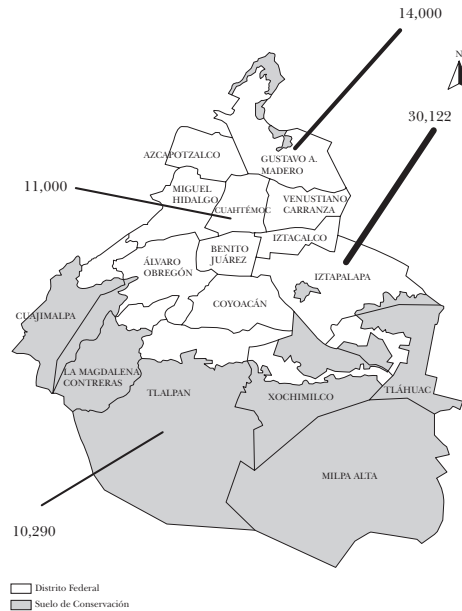 14,000
N
30,122
AZCAPOTZALCO
GUSTAVO A.
MADERO
11,000
MIGUEL
HIDALGO
CUAHTÉMOC
VENUSTIANO
CARRANZA
IZTACALCO
BENITO
JUÁREZ
ÁLVARO
OBREGÓN
IZTAPALAPA
COYOACÁN
CUAJIMALPA
LA MAGDALENA
CONTRERAS
TLALPAN
XOCHIMILCO
TLÁHUAC
MILPA ALTA
10,290
Distrito Federal
Suelo de Conservación